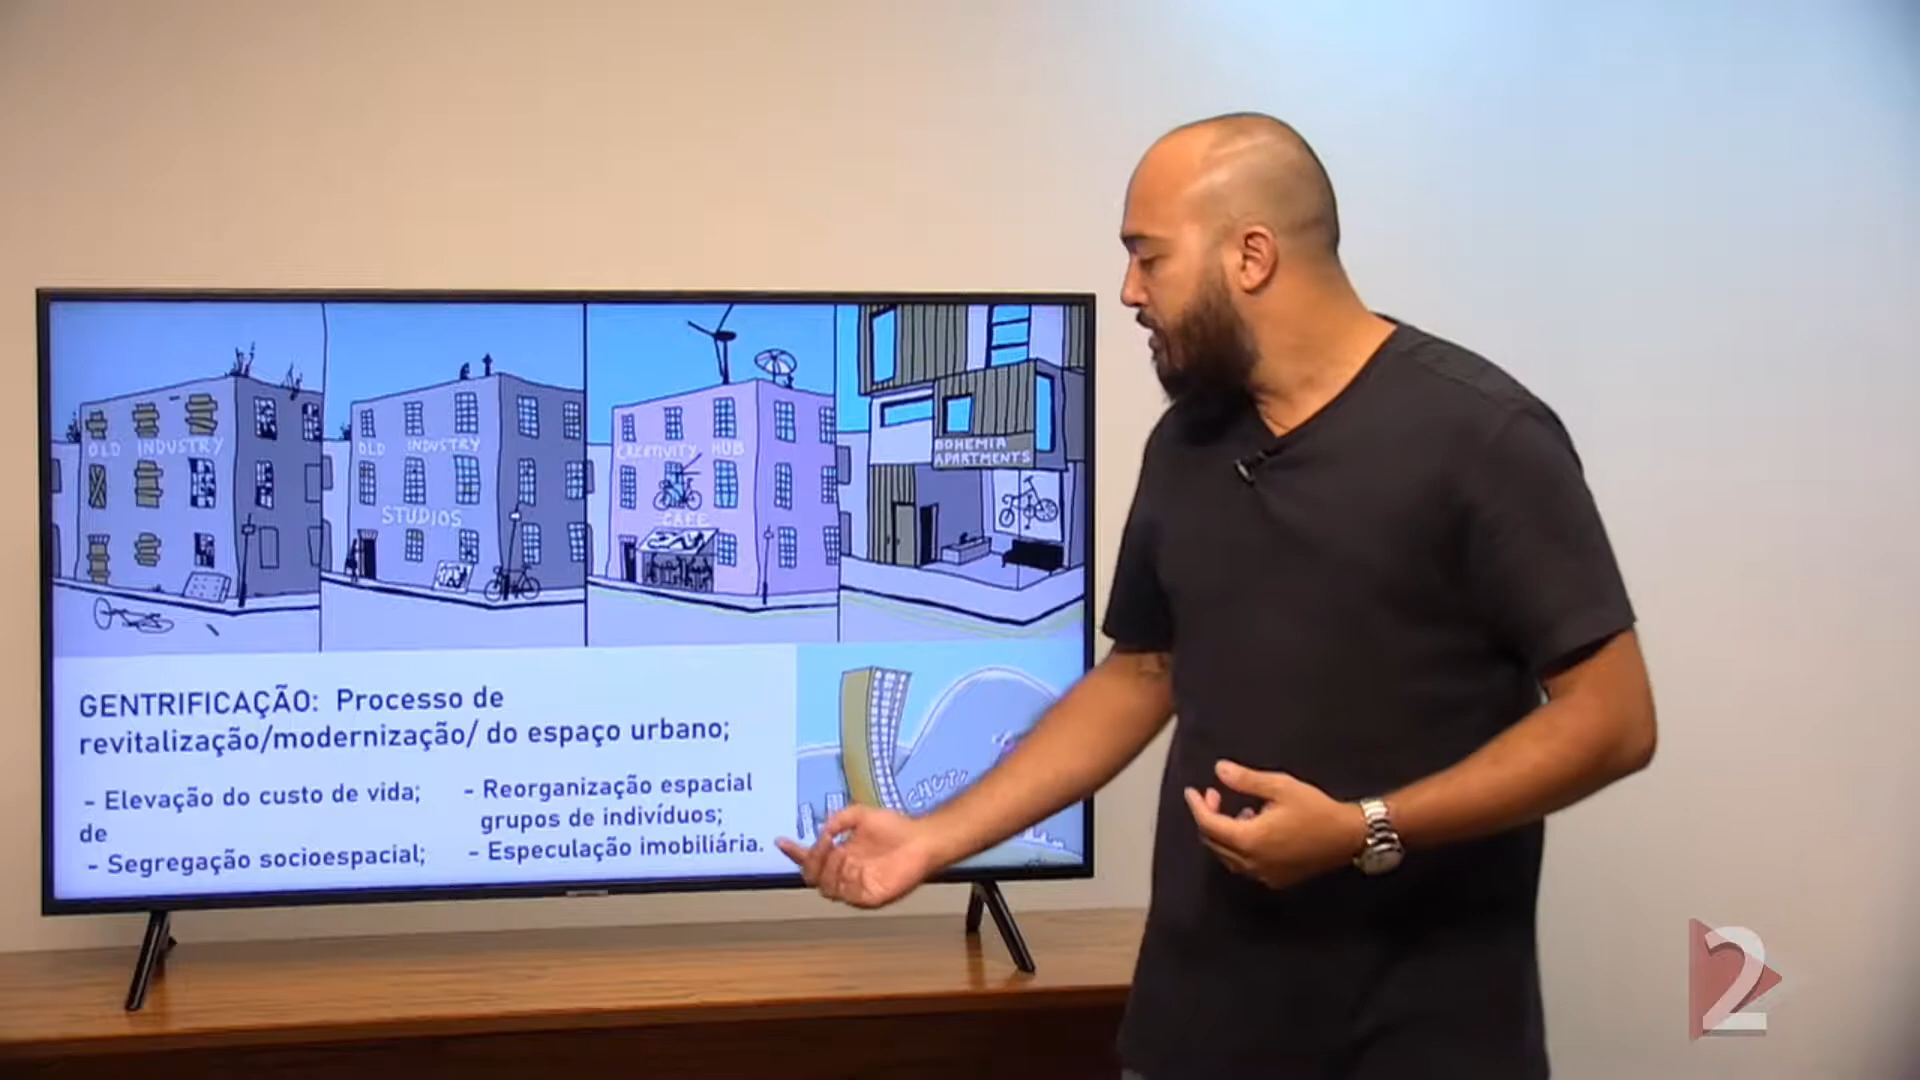 OLD INDUSTRY
OLD INDUSTRY
STUDIOS
CREATIVITY HUB
CAFE
BOHEMIA
APARTMENTS
GENTRIFICAÇÃO: Processo de
revitalização/modernização/ do espaço urbano;
- Elevação do custo de vida;
de
- Segregação socioespacial;
- Reorganização espacial
grupos de indivíduos;
- Especulação imobiliária.
2